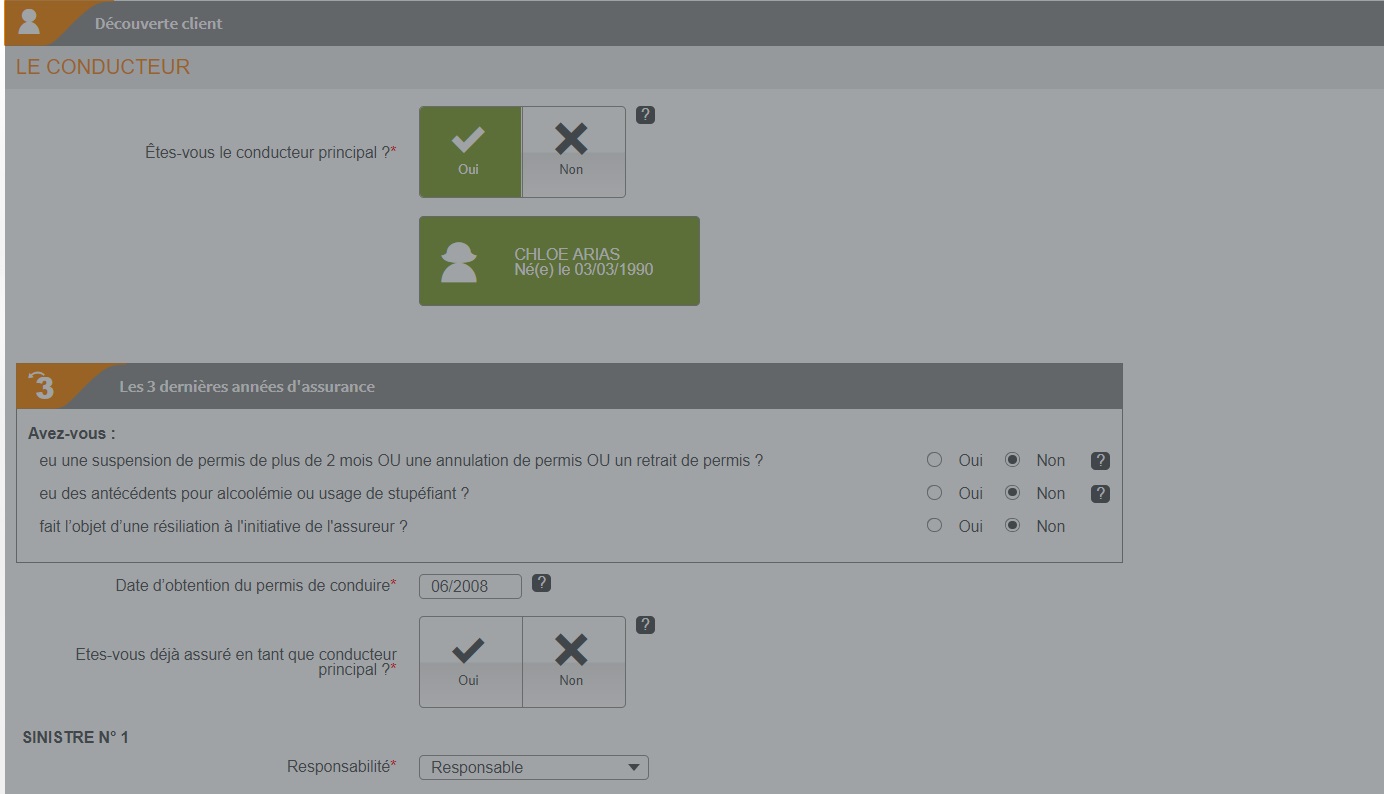 Découverte client
LE CONDUCTEUR
Êtes-vous le conducteur principal ?*
Oui
Non
?
CHLOE ARIAS
Né(e) le 03/03/1990
3
Les 3 dernières années d'assurance
Avez-vous :
eu une suspension de permis de plus de 2 mois OU une annulation de permis OU un retrait de permis ? Oui Non ?
eu des antécédents pour alcoolémie ou usage de stupéfiant ? Oui Non ?
fait l’objet d’une résiliation à l'initiative de l'assureur ? Oui Non
Date d’obtention du permis de conduire* 06/2008 ?
Etes-vous déjà assuré en tant que conducteur
principal ?*
Oui
Non
?
SINISTRE N° 1
Responsabilité* Responsable